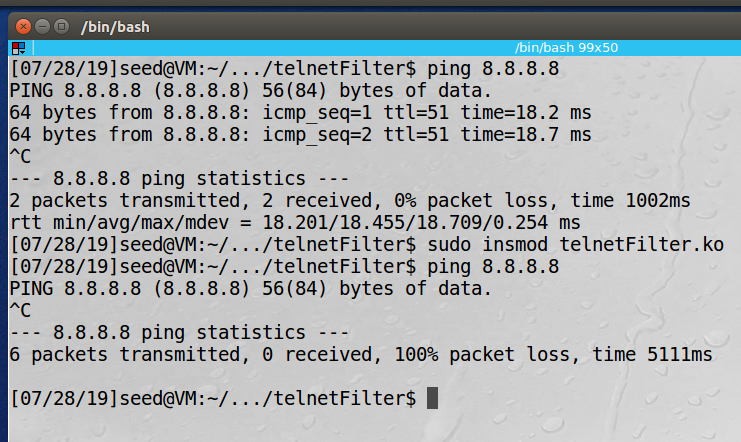 /bin/bash
/bin/bash 99x50
[07/28/19]seed@VM:~/.../telnetFilter$ ping 8.8.8.8
PING 8.8.8.8 (8.8.8.8) 56(84) bytes of data.
64 bytes from 8.8.8.8: icmp_seq=1 ttl=51 time=18.2 ms
64 bytes from 8.8.8.8: icmp_seq=2 ttl=51 time=18.7 ms
^C
--- 8.8.8.8 ping statistics ---
2 packets transmitted, 2 received, 0% packet loss, time 1002ms
rtt min/avg/max/mdev = 18.201/18.455/18.709/0.254 ms
[07/28/19]seed@VM:~/.../telnetFilter$ sudo insmod telnetFilter.ko
[07/28/19]seed@VM:~/.../telnetFilter$ ping 8.8.8.8
PING 8.8.8.8 (8.8.8.8) 56(84) bytes of data.
^C
--- 8.8.8.8 ping statistics ---
6 packets transmitted, 0 received, 100% packet loss, time 5111ms
[07/28/19]seed@VM:~/.../telnetFilter$